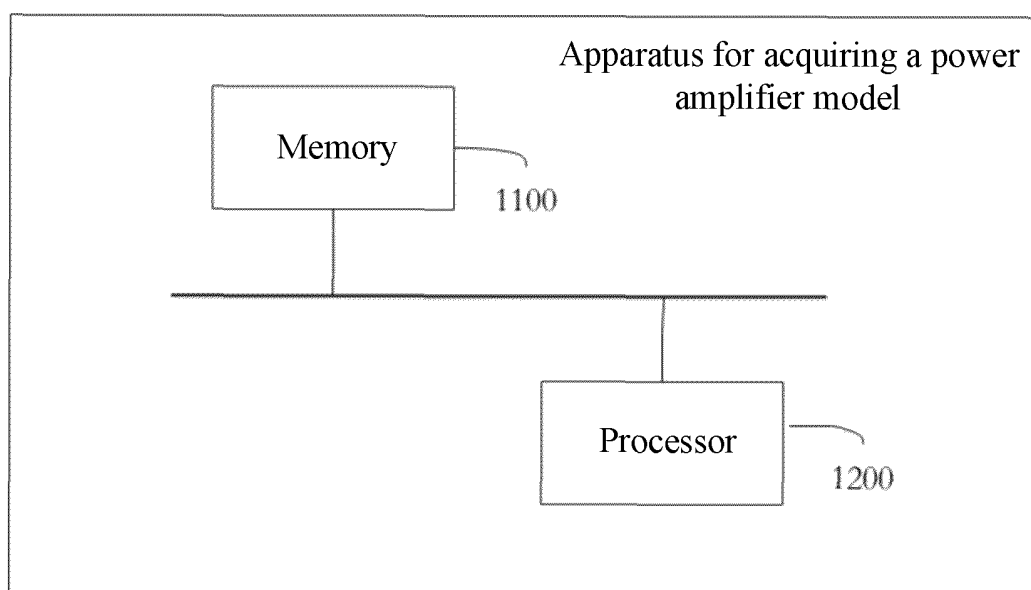 Apparatus for acquiring a power
amplifier model
Memory
1100
Processor
1200